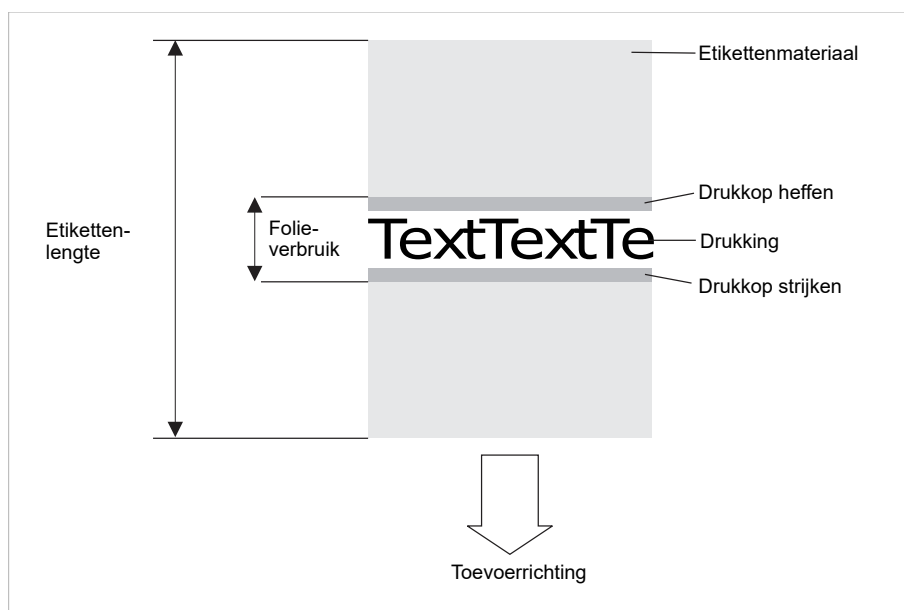 Etikettenmateriaal
Drukkop heffen
Etiketten-
lengte
Folie-
verbruik
TextTextTe
Drukking
Drukkop strijken
Toevoerrichting